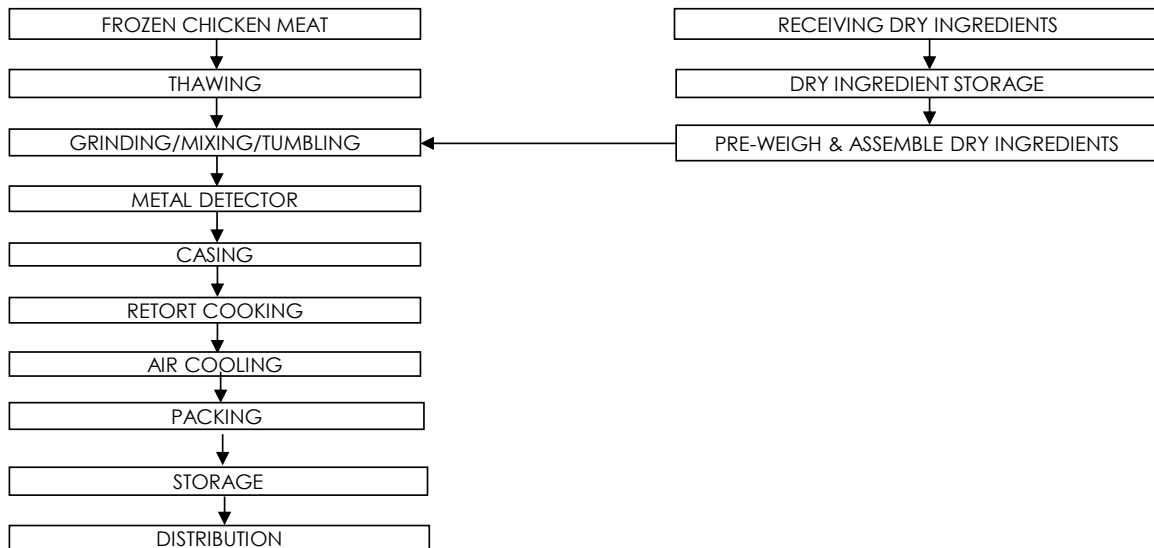 FROZEN CHICKEN MEAT
RECEIVING DRY INGREDIENTS
THAWING
DRY INGREDIENT STORAGE
GRINDING/MIXING/TUMBLING
PRE-WEIGH & ASSEMBLE DRY INGREDIENTS
METAL DETECTOR
CASING
RETORT COOKING
AIR COOLING
PACKING
STORAGE
DISTRIBUTION